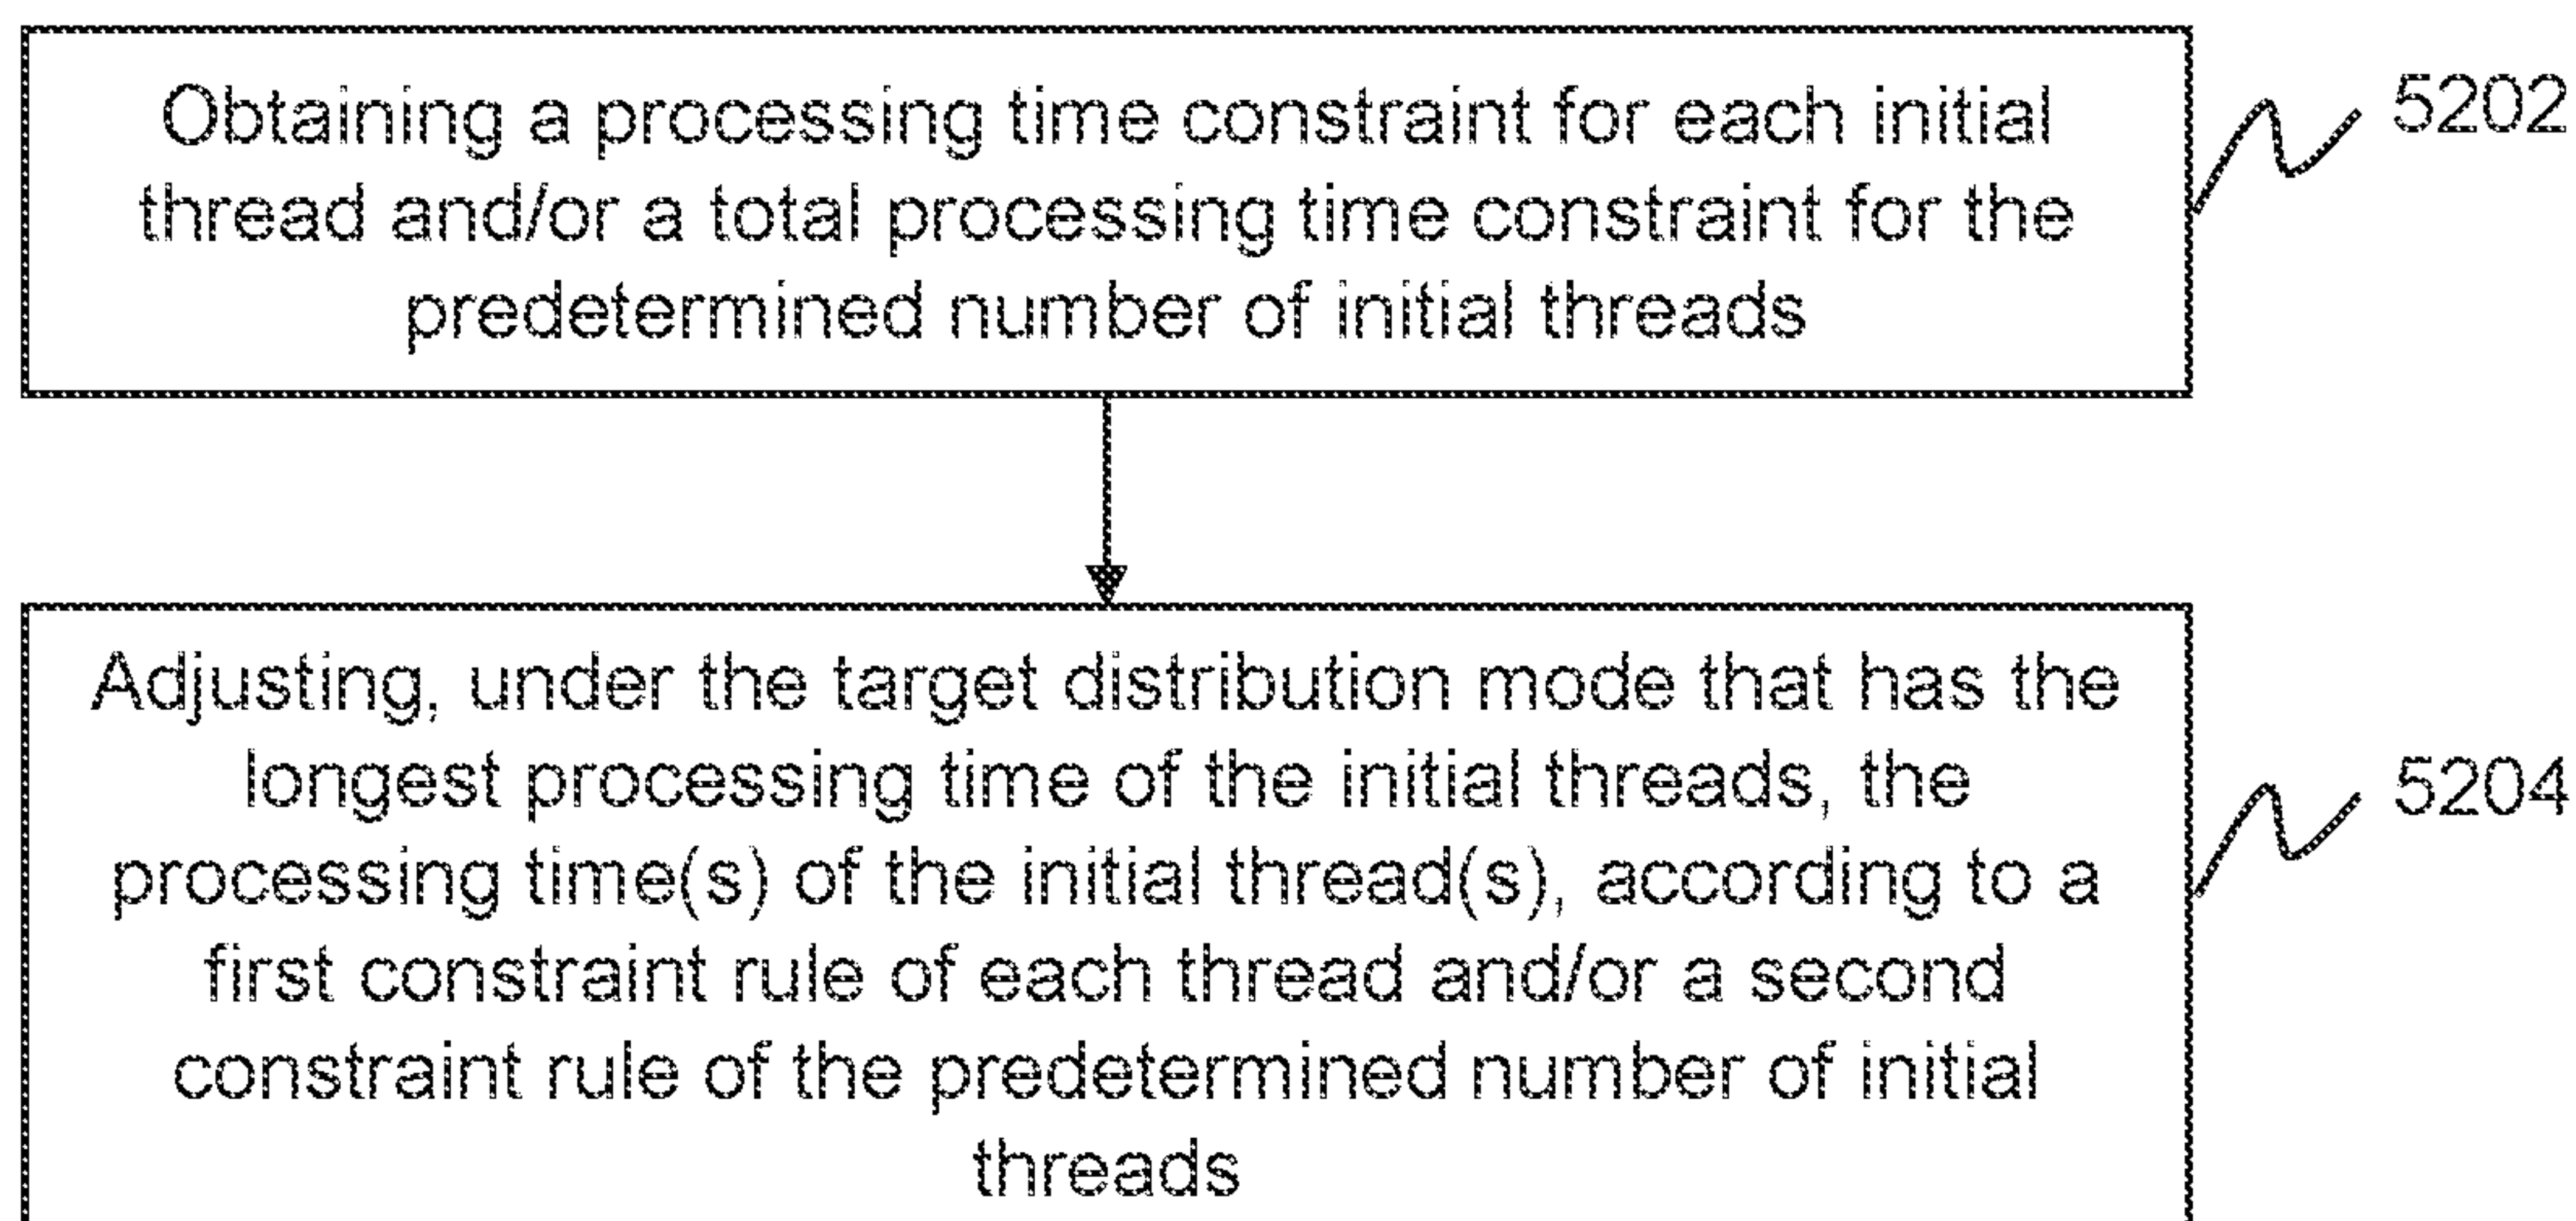 Obtaining a processing time constraint for each initial
thread and/or a total processing time constraint for the
predetermined number of initial threads
5202
Adjusting, under the target distribution mode that has the
longest processing time of the initial threads, the
processing time(s) of the initial thread(s), according to a
first constraint rule of each thread and/or a second
constraint rule of the predetermined number of initial
threads
5204